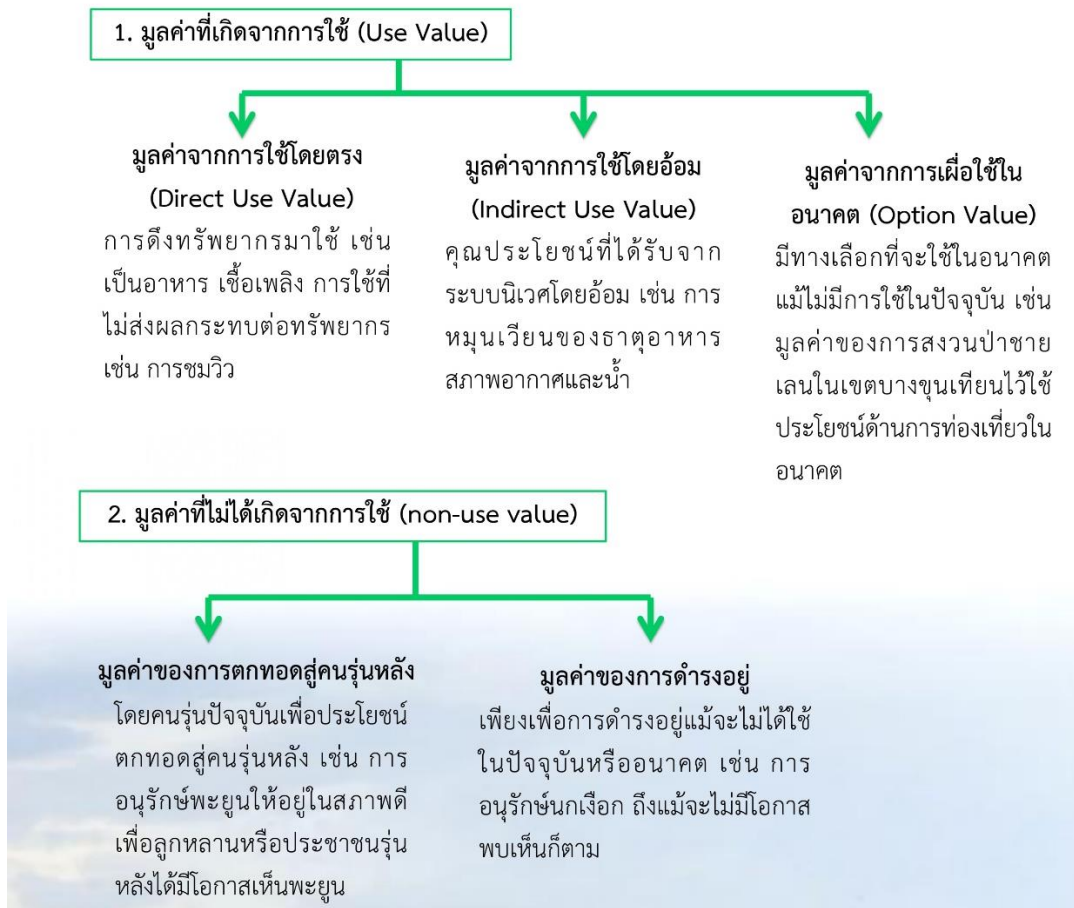 1. มูลค่าที่เกิดจากการใช้ (Use Value)
มูลค่าจากการใช้โดยตรง
(Direct Use Value)
การดึงทรัพยากรมาใช้ เช่น
เป็นอาหาร เชื้อเพลิง การใช้ที่
ไม่ส่งผลกระทบต่อทรัพยากร
เช่น การชมวิว
มูลค่าจากการใช้โดยอ้อม
(Indirect Use Value)
คุณประโยชน์ที่ได้รับจาก
ระบบนิเวศโดยอ้อม เช่น การ
หมุนเวียนของธาตุอาหาร
สภาพอากาศและน้ำ
มูลค่าจากการเผื่อใช้ใน
อนาคต (Option Value)
มีทางเลือกที่จะใช้ในอนาคต
แม้ไม่มีการใช้ในปัจจุบัน เช่น
มูลค่าของการสงวนป่าชาย
เลนในเขตบางขุนเทียนไว้ใช้
ประโยชน์ด้านการท่องเที่ยวใน
อนาคต
2. มูลค่าที่ไม่ได้เกิดจากการใช้ (non-use value)
มูลค่าของการตกทอดสู่คนรุ่นหลัง
โดยคนรุ่นปัจจุบันเพื่อประโยชน์
ตกทอดสู่คนรุ่นหลัง เช่น การ
อนุรักษ์พะยูนให้อยู่ในสภาพดี
เพื่อลูกหลานหรือประชาชนรุ่น
หลังได้มีโอกาสเห็นพะยูน
มูลค่าของการดำรงอยู่
เพียงเพื่อการดำรงอยู่แม้จะไม่ได้ใช้
ในปัจจุบันหรืออนาคต เช่น การ
อนุรักษ์นกเงือก ถึงแม้จะไม่มีโอกาส
พบเห็นก็ตาม